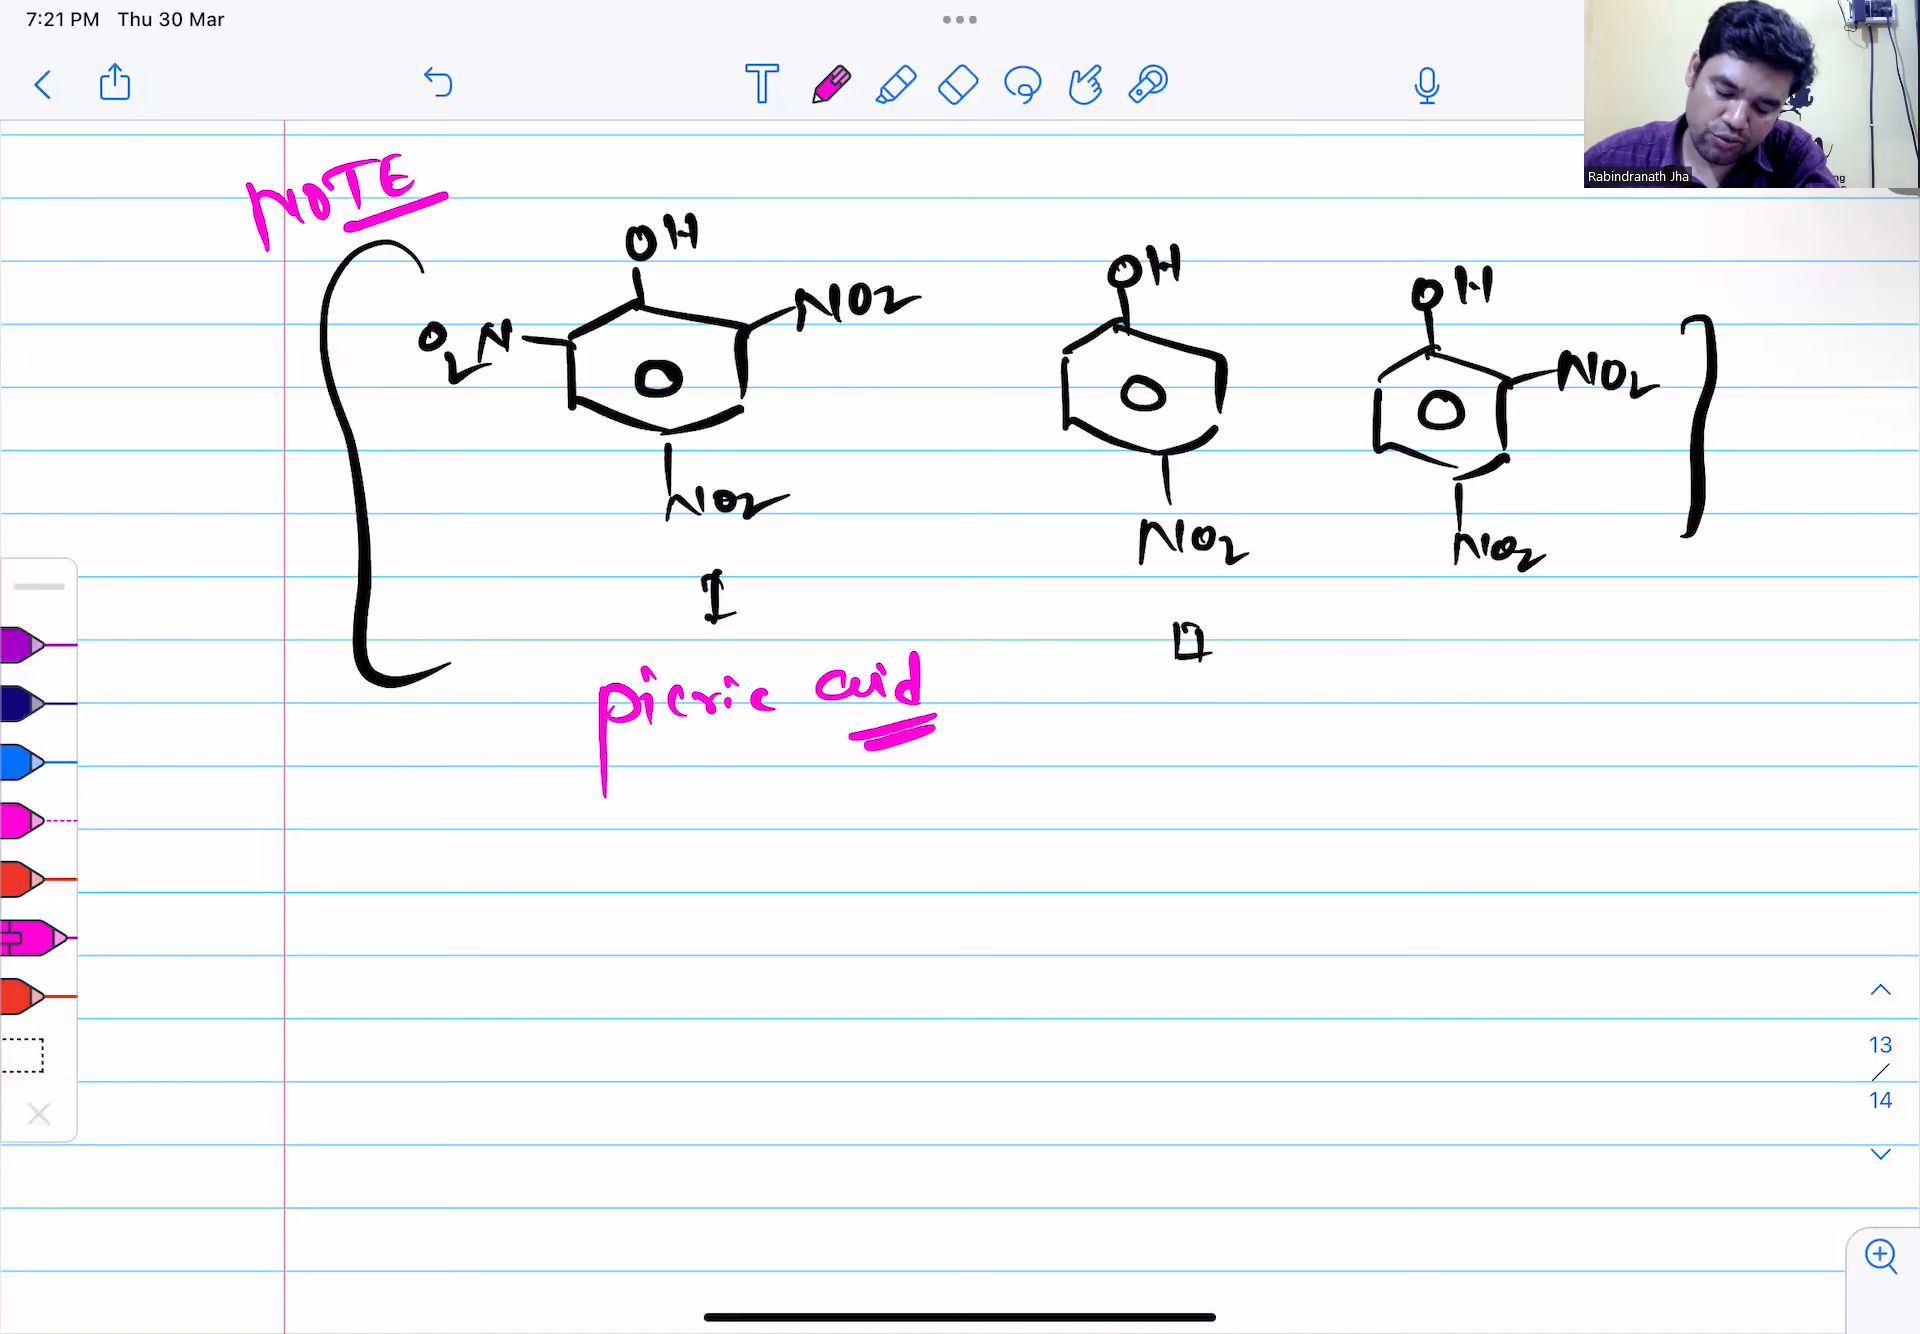 7:21 PM Thu 30 Mar
T
Rabindranath Jha
NOTE
OH
OH
OH
O2N
NO2
NO2
NO2
NO2
NO2
I
II
picric acid
13
/
14